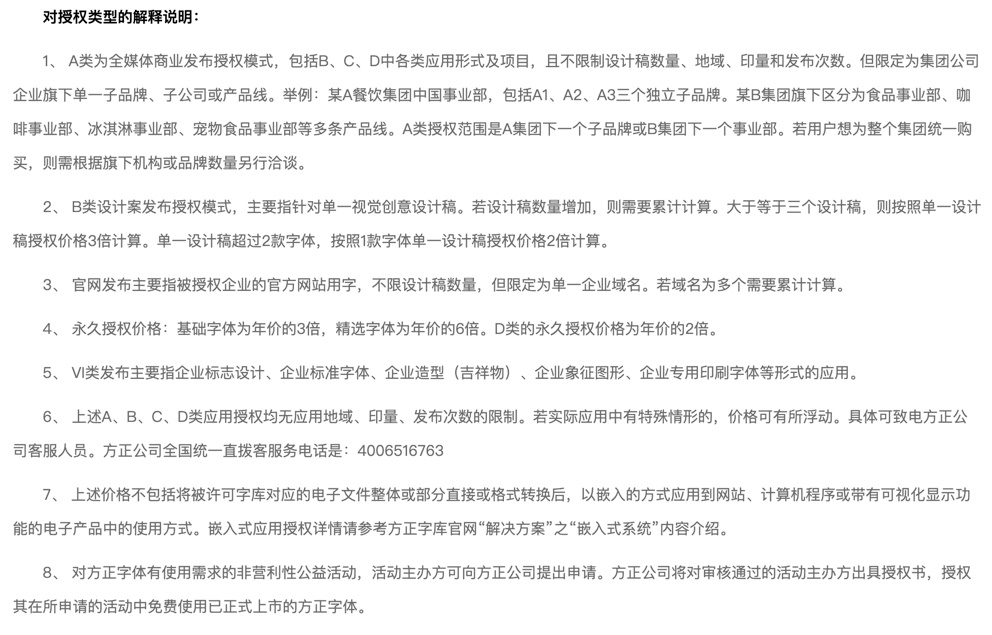 对授权类型的解释说明：
1、 A类为全媒体商业发布授权模式，包括B、C、D中各类应用形式及项目，且不限制设计稿数量、地域、印量和发布次数。但限定为集团公司
企业旗下单一子品牌、子公司或产品线。举例：某A餐饮集团中国事业部，包括A1、A2、A3三个独立子品牌。某B集团旗下区分为食品事业部、咖
啡事业部、冰淇淋事业部、宠物食品事业部等多条产品线。A类授权范围是A集团下一个子品牌或B集团下一个事业部。若用户想为整个集团统一购
买，则需根据旗下机构或品牌数量另行洽谈。
2、 B类设计案发布授权模式，主要指针对单一视觉创意设计稿。若设计稿数量增加，则需要累计计算。大于等于三个设计稿，则按照单一设计
稿授权价格3倍计算。单一设计稿超过2款字体，按照1款字体单一设计稿授权价格2倍计算。
3、 官网发布主要指被授权企业的官方网站用字，不限设计稿数量，但限定为单一企业域名。若域名为多个需要累计计算。
4、 永久授权价格：基础字体为年价的3倍，精选字体为年价的6倍。D类的永久授权价格为年价的2倍。
5、 VI类发布主要指企业标志设计、企业标准字体、企业造型（吉祥物）、企业象征图形、企业专用印刷字体等形式的应用。
6、 上述A、B、C、D类应用授权均无应用地域、印量、发布次数的限制。若实际应用中有特殊情形的，价格可有所浮动。具体可致电方正公
司客服人员。方正公司全国统一直拨客服务电话是：4006516763
7、 上述价格不包括将被许可字库对应的电子文件整体或部分直接或格式转换后，以嵌入的方式应用到网站、计算机程序或带有可视化显示功
能的电子产品中的使用方式。嵌入式应用授权详情请参考方正字库官网“解决方案”之“嵌入式系统”内容介绍。
8、 对方正字体有使用需求的非营利性公益活动，活动主办方可向方正公司提出申请。方正公司将对审核通过的活动主办方出具授权书，授权
其在所申请的活动中免费使用已正式上市的方正字体。